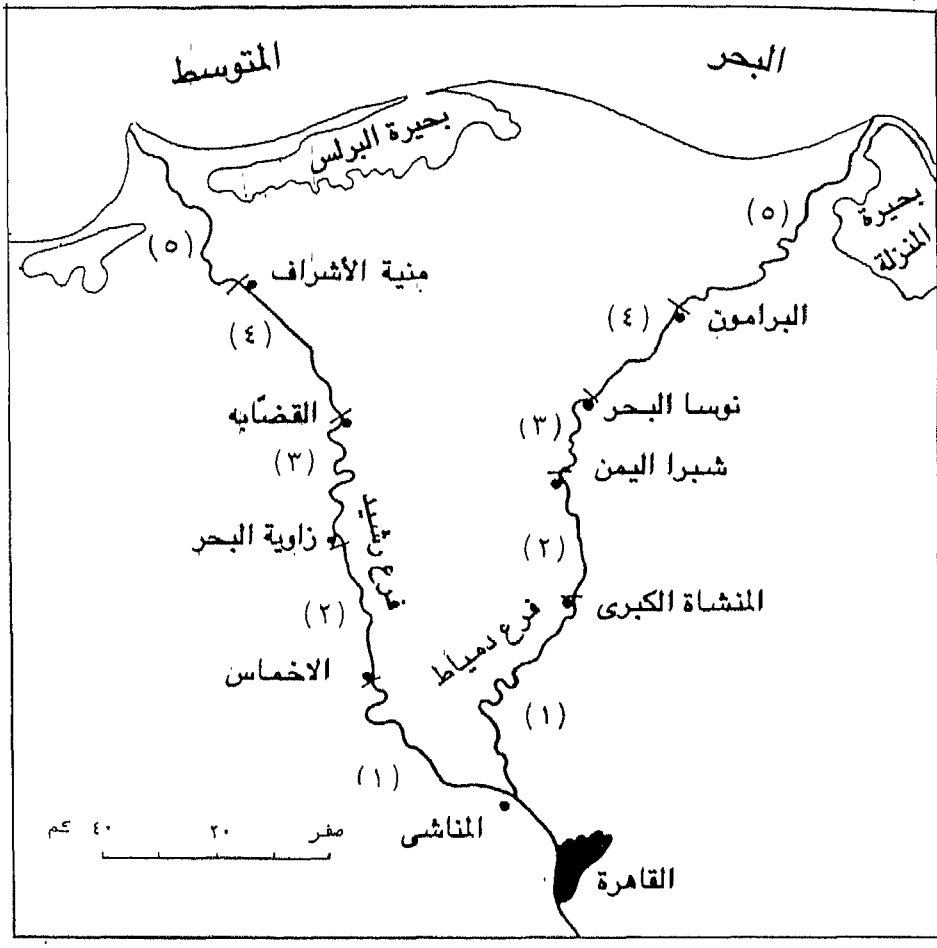 البحر
المتوسط
بحيرة البرلس
بحيرة
المنزلة
(٥)
(٥)
منية الأشراف
البرامون
(٤)
(٤)
نوسا البحر
القضّابه
(٣)
(٣)
شبرا اليمن
فرع رشيد
زاوية البحر
(٢)
(٢)
المنشاة الكبرى
فرع دمياط
الاخماس
(١)
(١)
المناشى
صفر ٢٠ ٤٠ كم
القاهرة